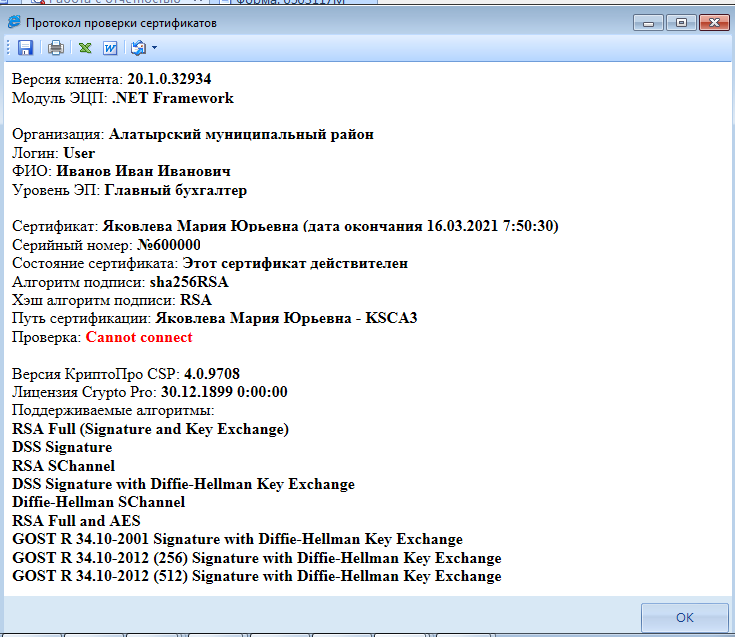 Форма: 0503117М
Протокол проверки сертификатов
Версия клиента: 20.1.0.32934
Модуль ЭЦП: .NET Framework
Организация: Алатырский муниципальный район
Логин: User
ФИО: Иванов Иван Иванович
Уровень ЭП: Главный бухгалтер
Сертификат: Яковлева Мария Юрьевна (дата окончания 16.03.2021 7:50:30)
Серийный номер: №600000
Состояние сертификата: Этот сертификат действителен
Алгоритм подписи: sha256RSA
Хэш алгоритм подписи: RSA
Путь сертификации: Яковлева Мария Юрьевна - KSCA3
Проверка: Cannot connect
Версия КриптоПро CSP: 4.0.9708
Лицензия Crypto Pro: 30.12.1899 0:00:00
Поддерживаемые алгоритмы:
RSA Full (Signature and Key Exchange)
DSS Signature
RSA SChannel
DSS Signature with Diffie-Hellman Key Exchange
Diffie-Hellman SChannel
RSA Full and AES
GOST R 34.10-2001 Signature with Diffie-Hellman Key Exchange
GOST R 34.10-2012 (256) Signature with Diffie-Hellman Key Exchange
GOST R 34.10-2012 (512) Signature with Diffie-Hellman Key Exchange
OK